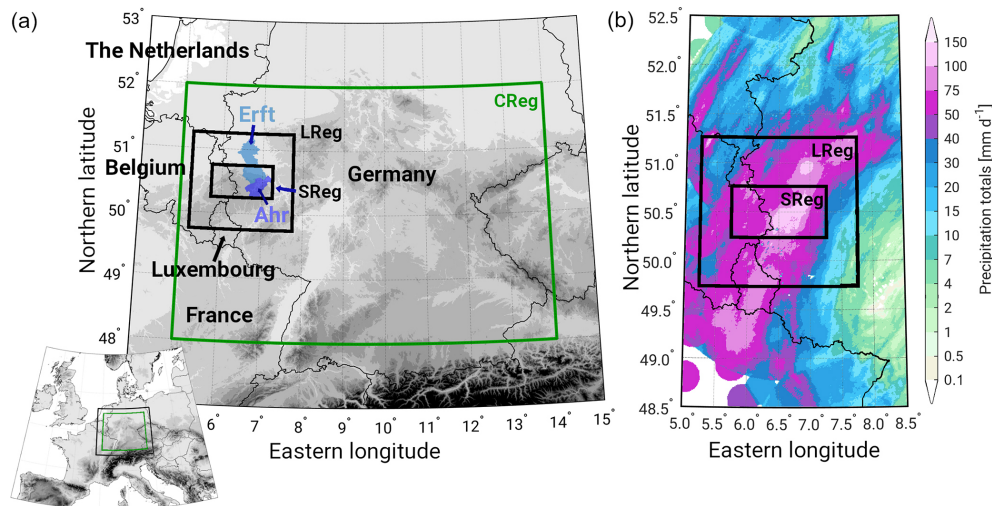 (a)
53°
The Netherlands
52°
CReg
Erft
LReg
51°
Belgium
Germany
SReg
50°
Ahr
Luxembourg
49°
France
48°
Northern latitude
6° 7° 8° 9° 10° 11° 12° 13° 14° 15°
Eastern longitude
(b)
52.5°
52.0°
51.5°
51.0°
50.5°
50.0°
49.5°
49.0°
48.5°
LReg
SReg
Northern latitude
5.0° 5.5° 6.0° 6.5° 7.0° 7.5° 8.0° 8.5°
Eastern longitude
150
100
75
50
40
30
20
15
10
7
4
2
1
0.5
0.1
Precipitation totals [mm d⁻¹]